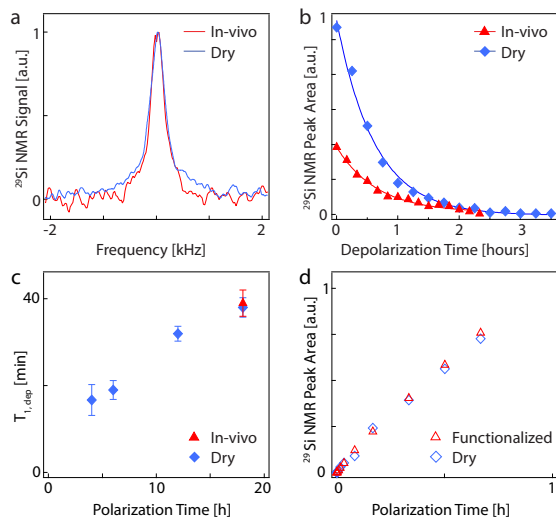 a
1
²⁹Si NMR Signal [a.u.]
0
In-vivo
Dry
-2
0
2
Frequency [kHz]
b
1
²⁹Si NMR Peak Area [a.u.]
0
In-vivo
Dry
0
1
2
3
Depolarization Time [hours]
c
40
T1,dep [min]
0
In-vivo
Dry
0
10
20
Polarization Time [h]
d
1
²⁹Si NMR Peak Area [a.u.]
0
Functionalized
Dry
0
1
Polarization Time [h]